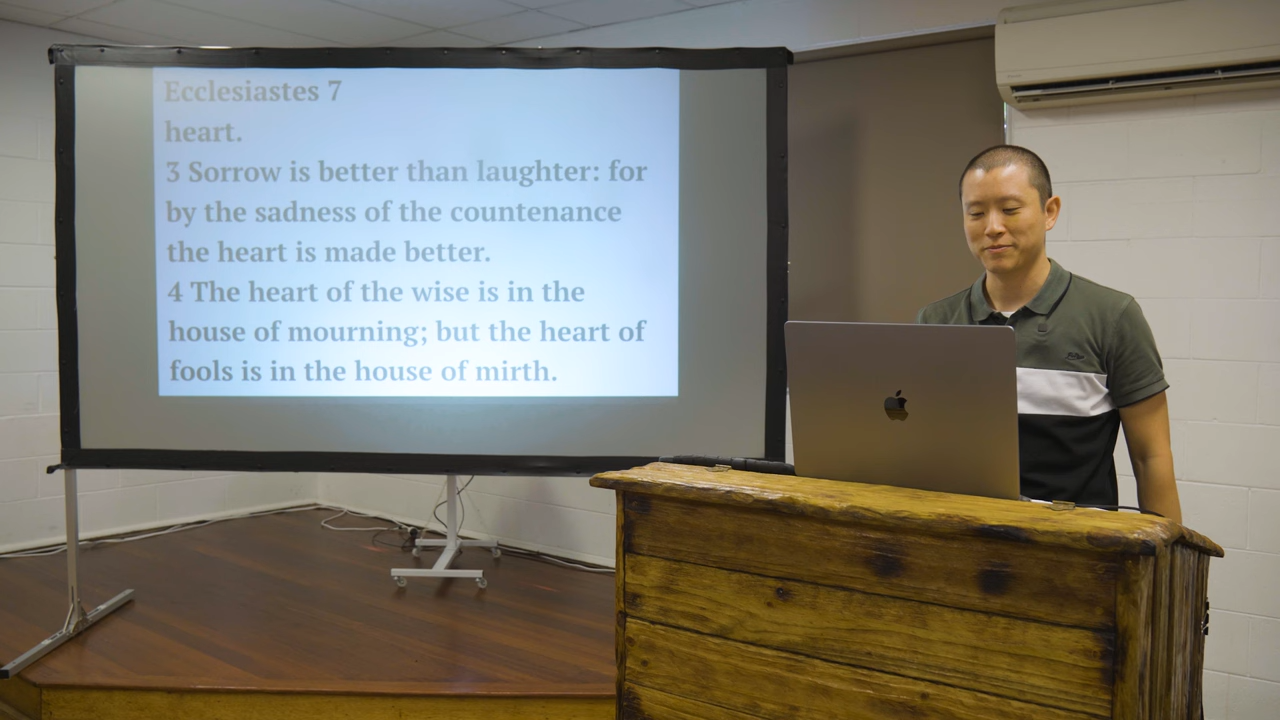 Ecclesiastes 7
heart.
3 Sorrow is better than laughter: for
by the sadness of the countenance
the heart is made better.
4 The heart of the wise is in the
house of mourning; but the heart of
fools is in the house of mirth.